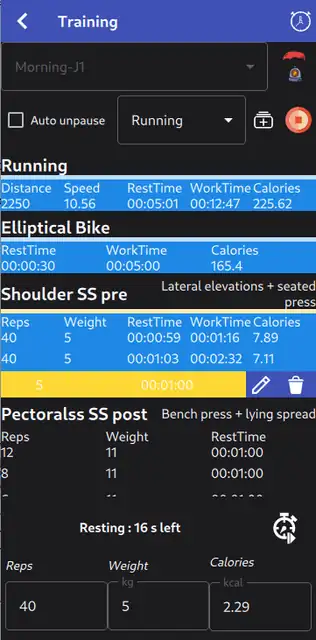 Training
Morning-J1
Auto unpause Running
Running
Distance Speed RestTime WorkTime Calories
2250 10.56 00:05:01 00:12:47 225.62
Elliptical Bike
RestTime WorkTime Calories
00:00:30 00:05:00 165.4
Shoulder SS pre Lateral elevations + seated
press
Reps Weight RestTime WorkTime Calories
40 5 00:00:59 00:01:16 7.89
40 5 00:01:03 00:02:32 7.11
5 00:01:00
Pectoralss SS post Bench press + lying spread
Reps Weight RestTime
12 11 00:01:00
8 11 00:01:00
11 00:01:00
Resting : 16 s left
Reps Weight Calories
kg kcal
40 5 2.29